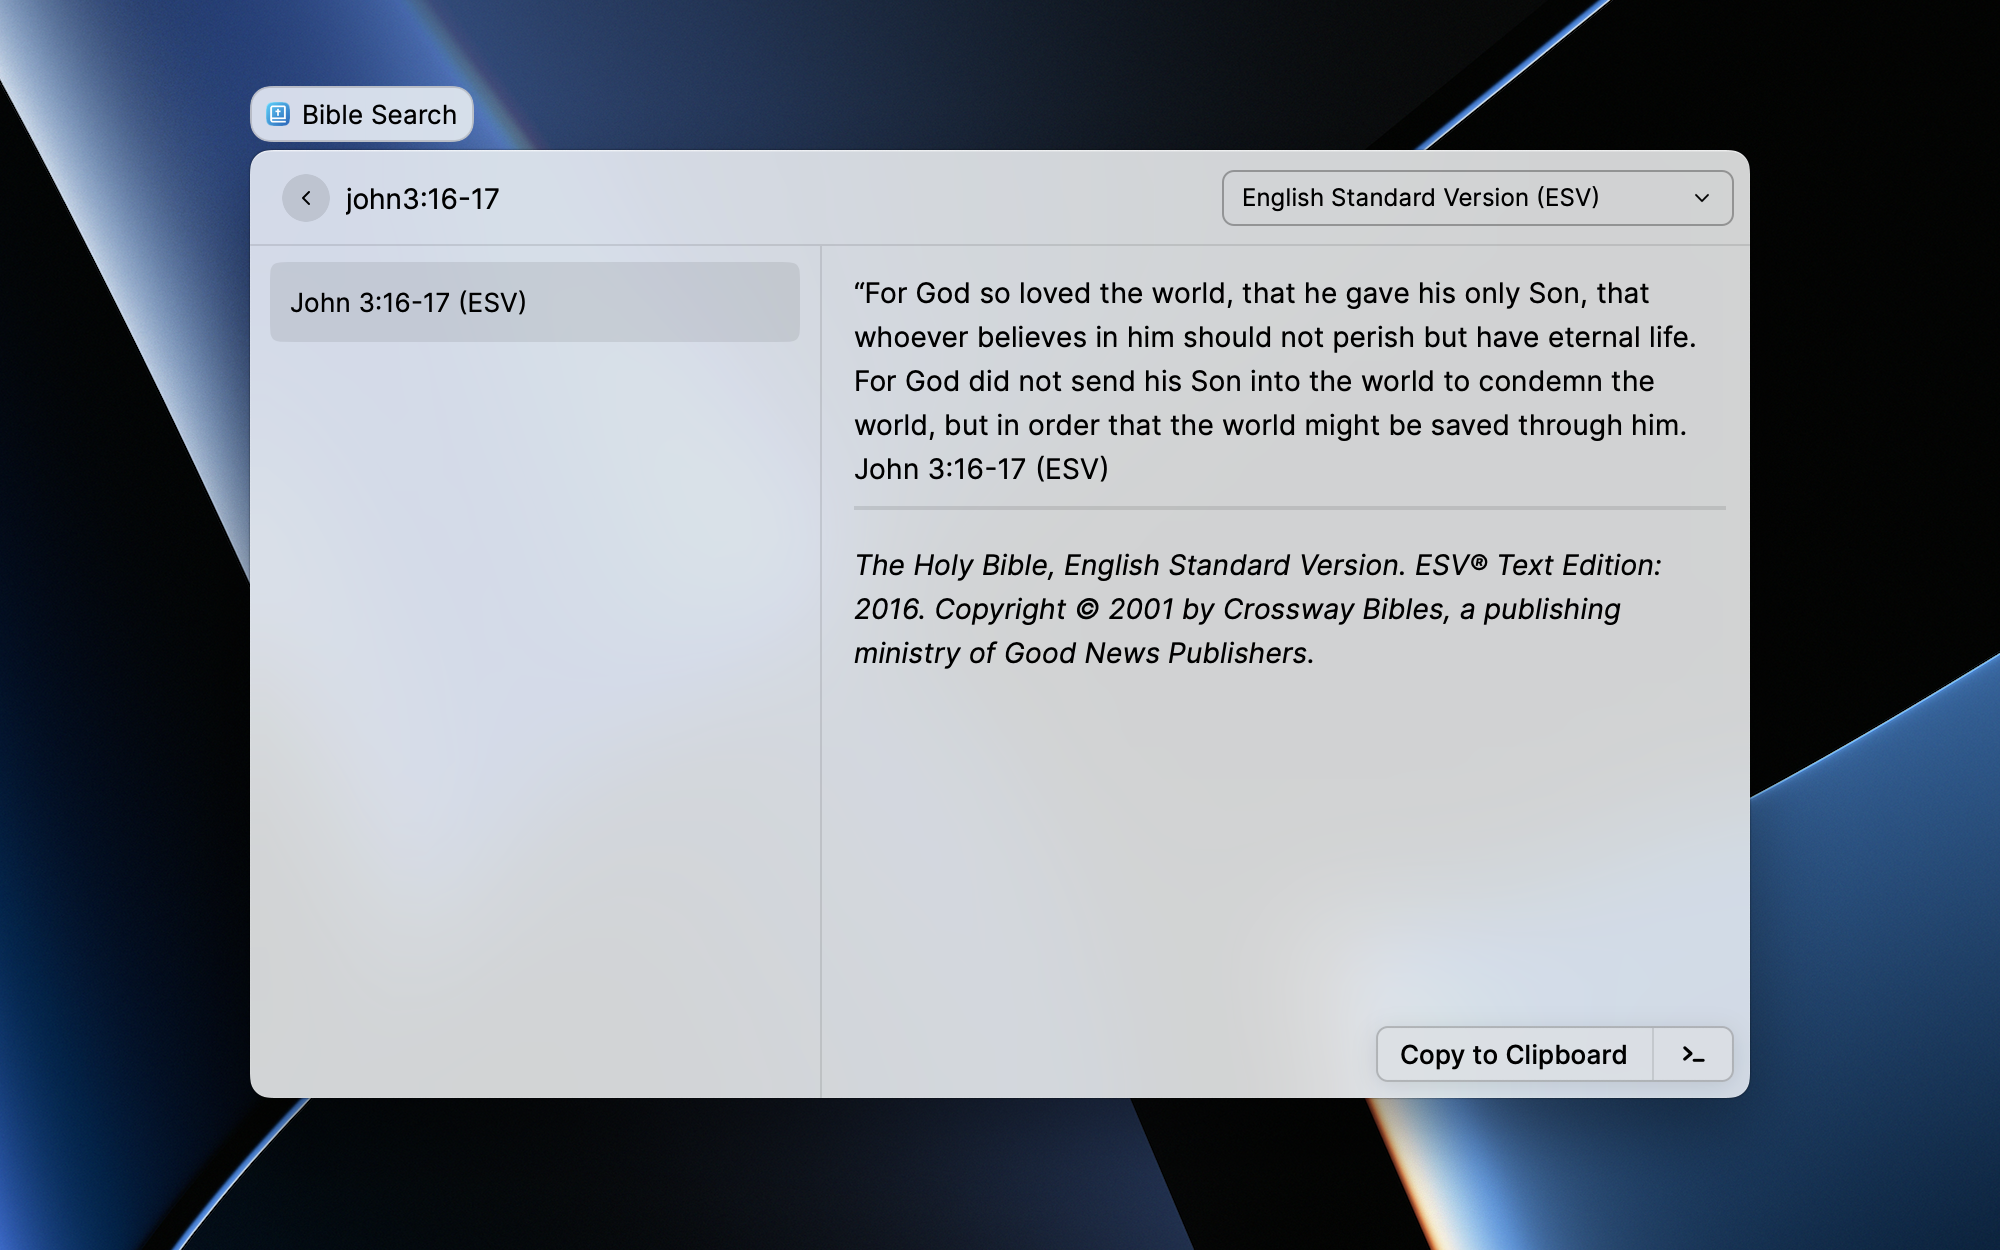 Bible Search
john3:16-17
English Standard Version (ESV)
John 3:16-17 (ESV)
“For God so loved the world, that he gave his only Son, that
whoever believes in him should not perish but have eternal life.
For God did not send his Son into the world to condemn the
world, but in order that the world might be saved through him.
John 3:16-17 (ESV)
The Holy Bible, English Standard Version. ESV® Text Edition:
2016. Copyright © 2001 by Crossway Bibles, a publishing
ministry of Good News Publishers.
Copy to Clipboard